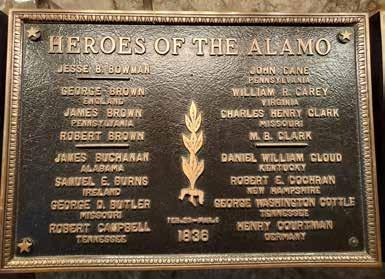 HEROES OF THE ALAMO
JESSE B. BOWMAN
GEORGE BROWN
ENGLAND
JAMES BROWN
PENNSYLVANIA
ROBERT BROWN
JAMES BUCHANAN
ALABAMA
SAMUEL E. BURNS
IRELAND
GEORGE D. BUTLER
MISSOURI
ROBERT CAMPBELL
TENNESSEE
1836
JOHN CANE
PENNSYLVANIA
WILLIAM R. CAREY
VIRGINIA
CHARLES HENRY CLARK
MISSOURI
M. B. CLARK
DANIEL WILLIAM CLOUD
KENTUCKY
ROBERT E. COCHRAN
NEW HAMPSHIRE
GEORGE WASHINGTON COTTLE
TENNESSEE
HENRY COURTMAN
GERMANY